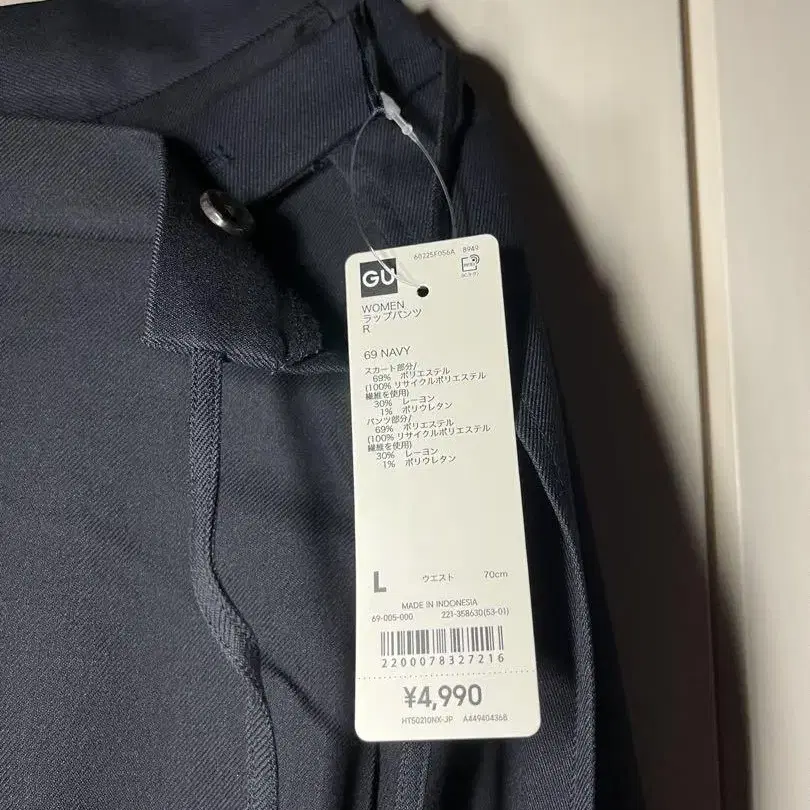 60225F056A 8949
GU
WOMEN
ラップパンツ
R
69 NAVY
スカート部分/
69% ポリエステル
(100% リサイクルポリエステル
繊維を使用)
30% レーヨン
1% ポリウレタン
パンツ部分/
69% ポリエステル
(100% リサイクルポリエステル
繊維を使用)
30% レーヨン
1% ポリウレタン
L ウエスト 70cm
MADE IN INDONESIA
69-005-000 221-358630(53-01)
2200078327216
¥4,990
HT50210NX-JP A44940436B